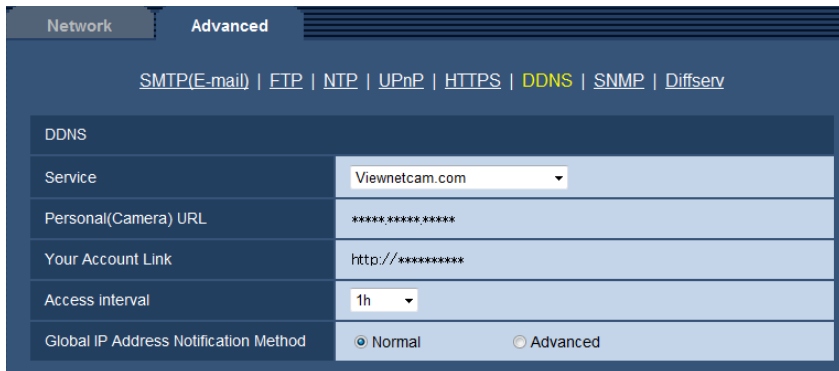 Network Advanced
SMTP(E-mail) | FTP | NTP | UPnP | HTTPS | DDNS | SNMP | Diffserv
DDNS
Service Viewnetcam.com
Personal(Camera) URL *****.*****.*****
Your Account Link http://**********
Access interval 1h
Global IP Address Notification Method Normal Advanced